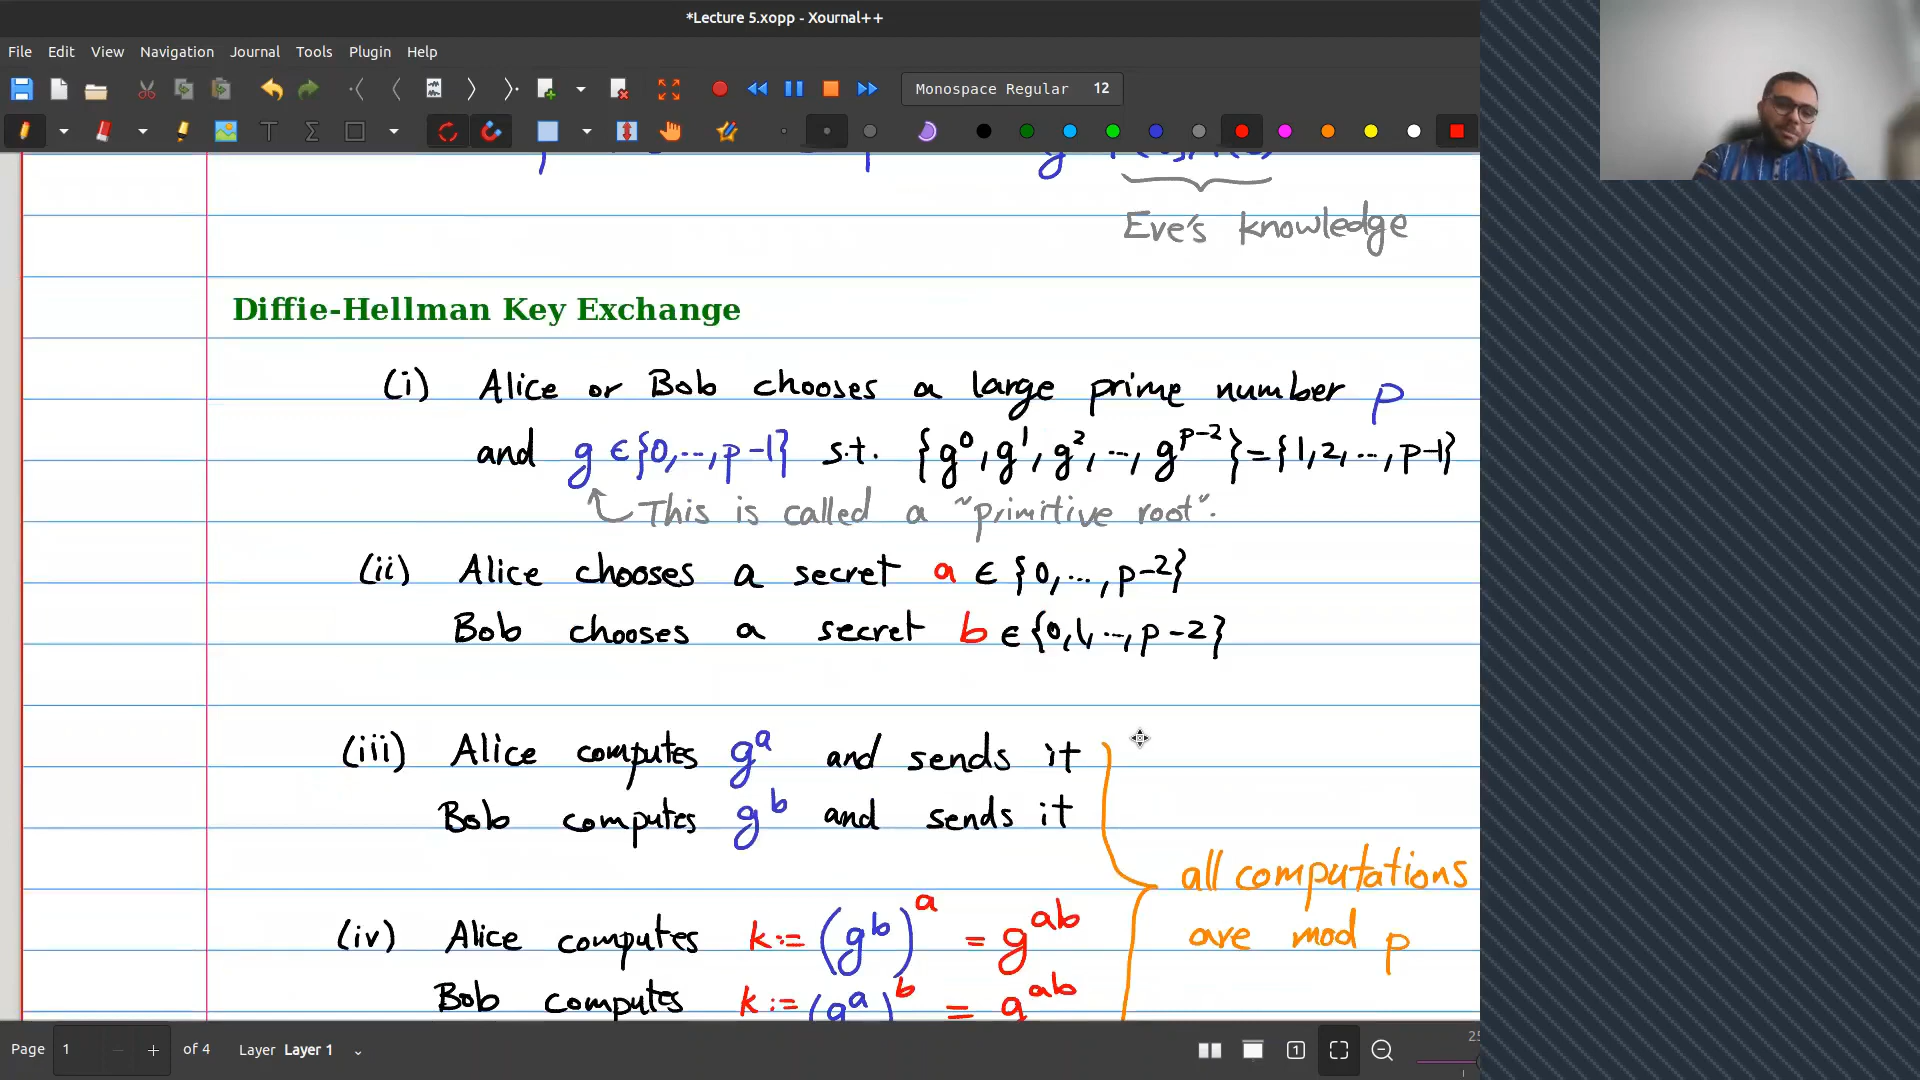 *Lecture 5.xopp - Xournal++
File Edit View Navigation Journal Tools Plugin Help
Monospace Regular 12
Eve's knowledge
Diffie-Hellman Key Exchange
(i) Alice or Bob chooses a large prime number p
and g ∈ {0,..,p-1} s.t. {g⁰, g¹, g², .., g^{p-2}} = {1,2,...,p-1}
This is called a "primitive root".
(ii) Alice chooses a secret a ∈ {0,...,p-2}
Bob chooses a secret b ∈ {0,1,..,p-2}
(iii) Alice computes g^a and sends it
Bob computes g^b and sends it
all computations
are mod p
(iv) Alice computes k := (g^b)^a = g^{ab}
Bob computes k := (g^a)^b = g^{ab}
Page 1 of 4 Layer Layer 1